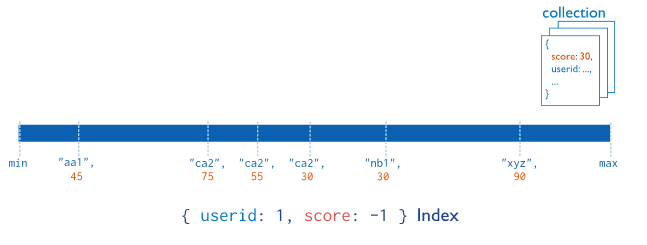 collection
{
score: 30,
userid: ...,
...
}
min "aa1", "ca2", "ca2", "ca2", "nb1", "xyz", max
45 75 55 30 30 90
{ userid: 1, score: -1 } Index